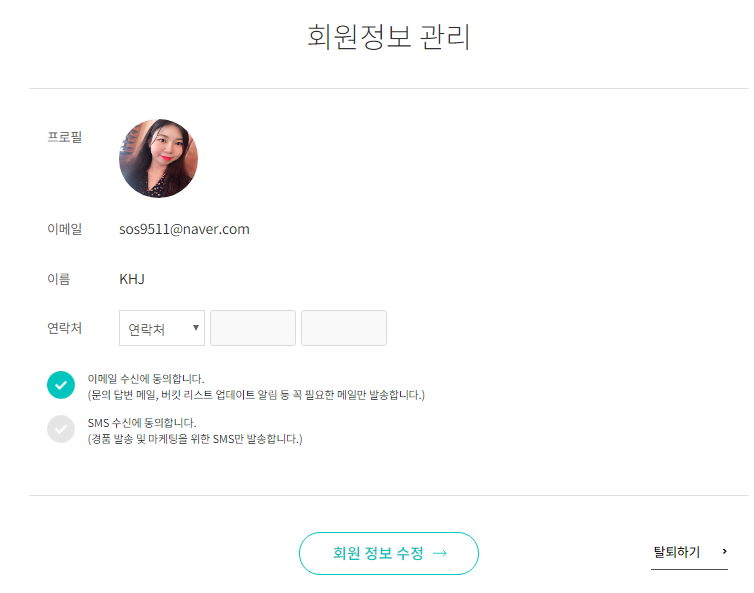 회원정보 관리
프로필
이메일 sos9511@naver.com
이름 KHJ
연락처 연락처
이메일 수신에 동의합니다.
(문의 답변 메일, 버킷 리스트 업데이트 알림 등 꼭 필요한 메일만 발송합니다.)
SMS 수신에 동의합니다.
(경품 발송 및 마케팅을 위한 SMS만 발송합니다.)
회원 정보 수정 →
탈퇴하기 ›